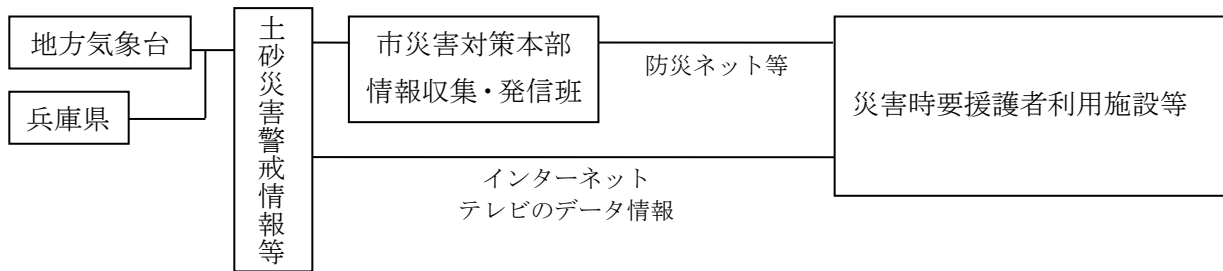 地方気象台
兵庫県
土砂災害警戒情報等
市災害対策本部
情報収集・発信班
防災ネット等
災害時要援護者利用施設等
インターネット
テレビのデータ情報